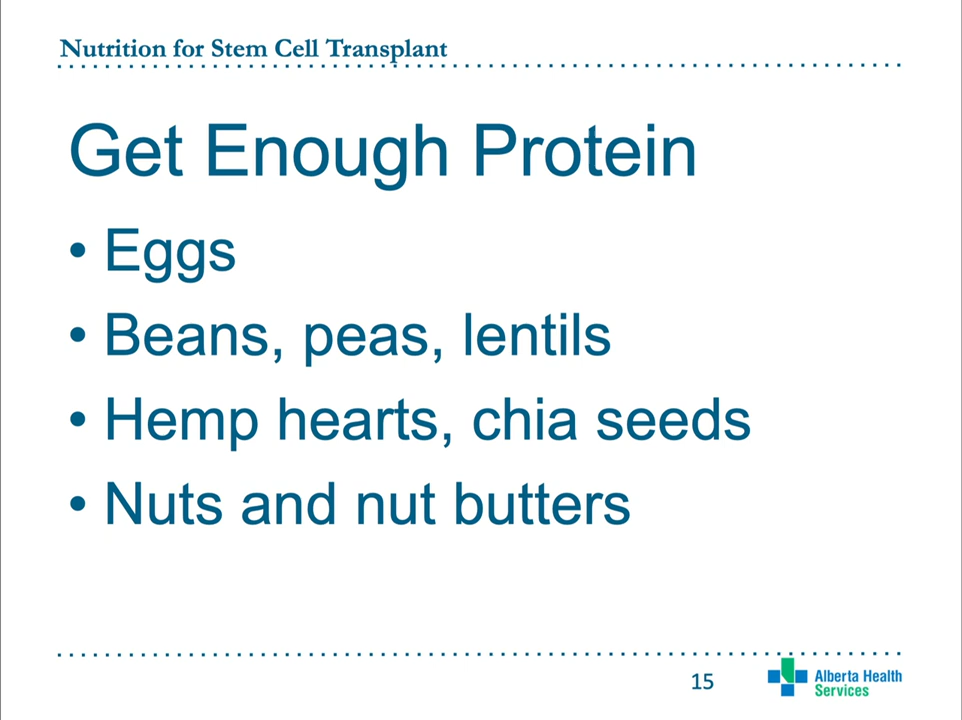 Nutrition for Stem Cell Transplant
Get Enough Protein
• Eggs
• Beans, peas, lentils
• Hemp hearts, chia seeds
• Nuts and nut butters
15
Alberta Health
Services